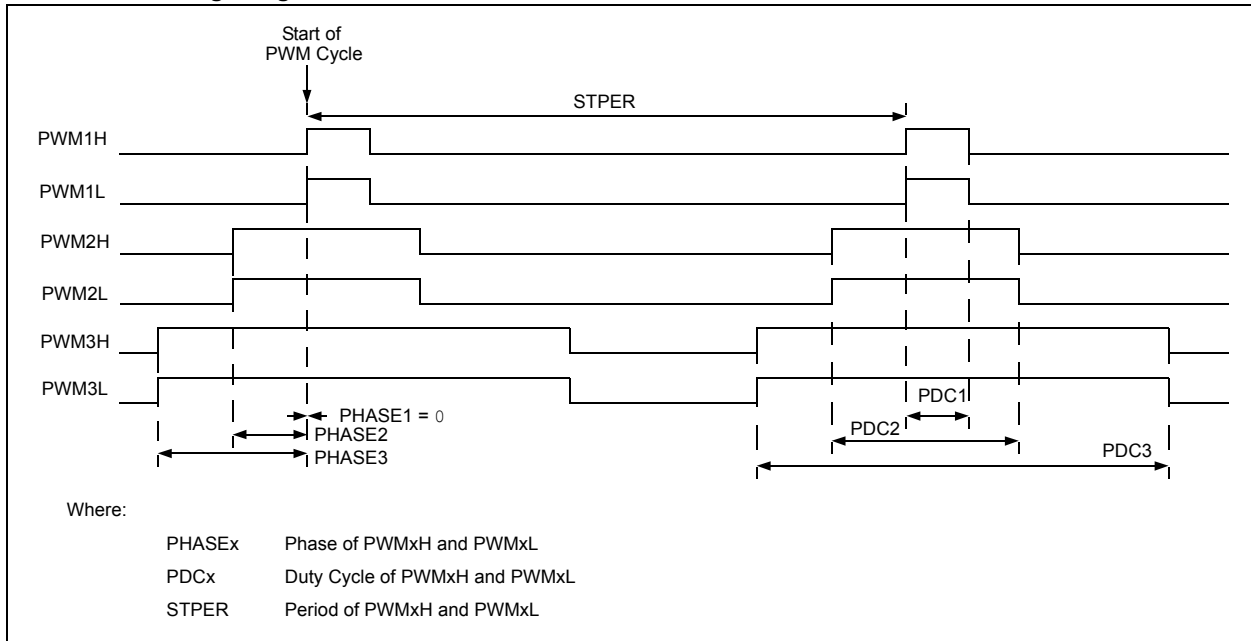 Start of
PWM Cycle
STPER
PWM1H
PWM1L
PWM2H
PWM2L
PWM3H
PWM3L
PHASE1 = 0
PHASE2
PHASE3
PDC1
PDC2
PDC3
Where:
PHASEx Phase of PWMxH and PWMxL
PDCx Duty Cycle of PWMxH and PWMxL
STPER Period of PWMxH and PWMxL